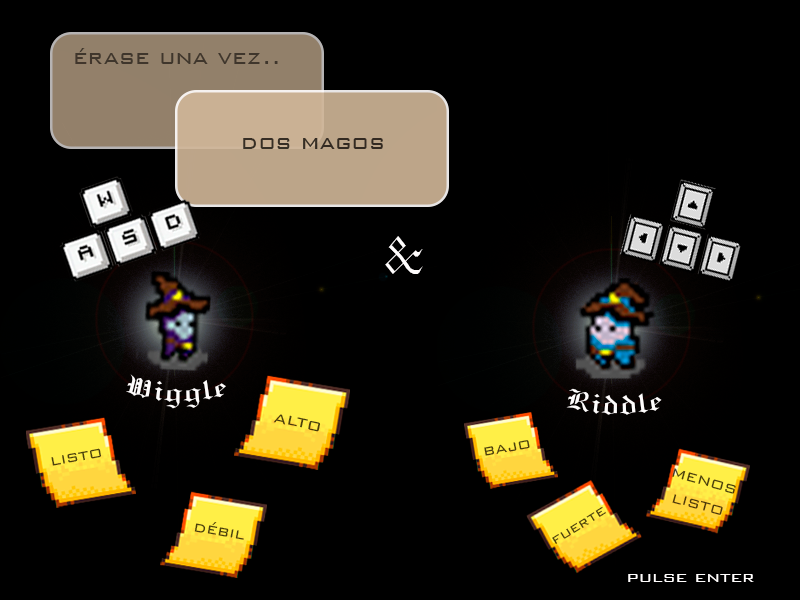 ÉRASE UNA VEZ..
DOS MAGOS
W
A S D
&
Wiggle
Riddle
LISTO
ALTO
DÉBIL
BAJO
FUERTE
MENOS
LISTO
PULSE ENTER